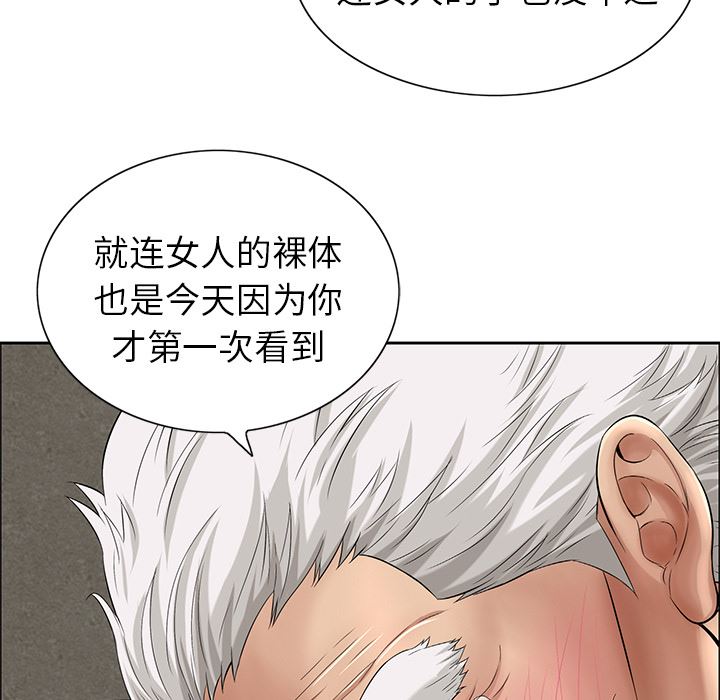 就连女人的裸体
也是今天因为你
才第一次看到